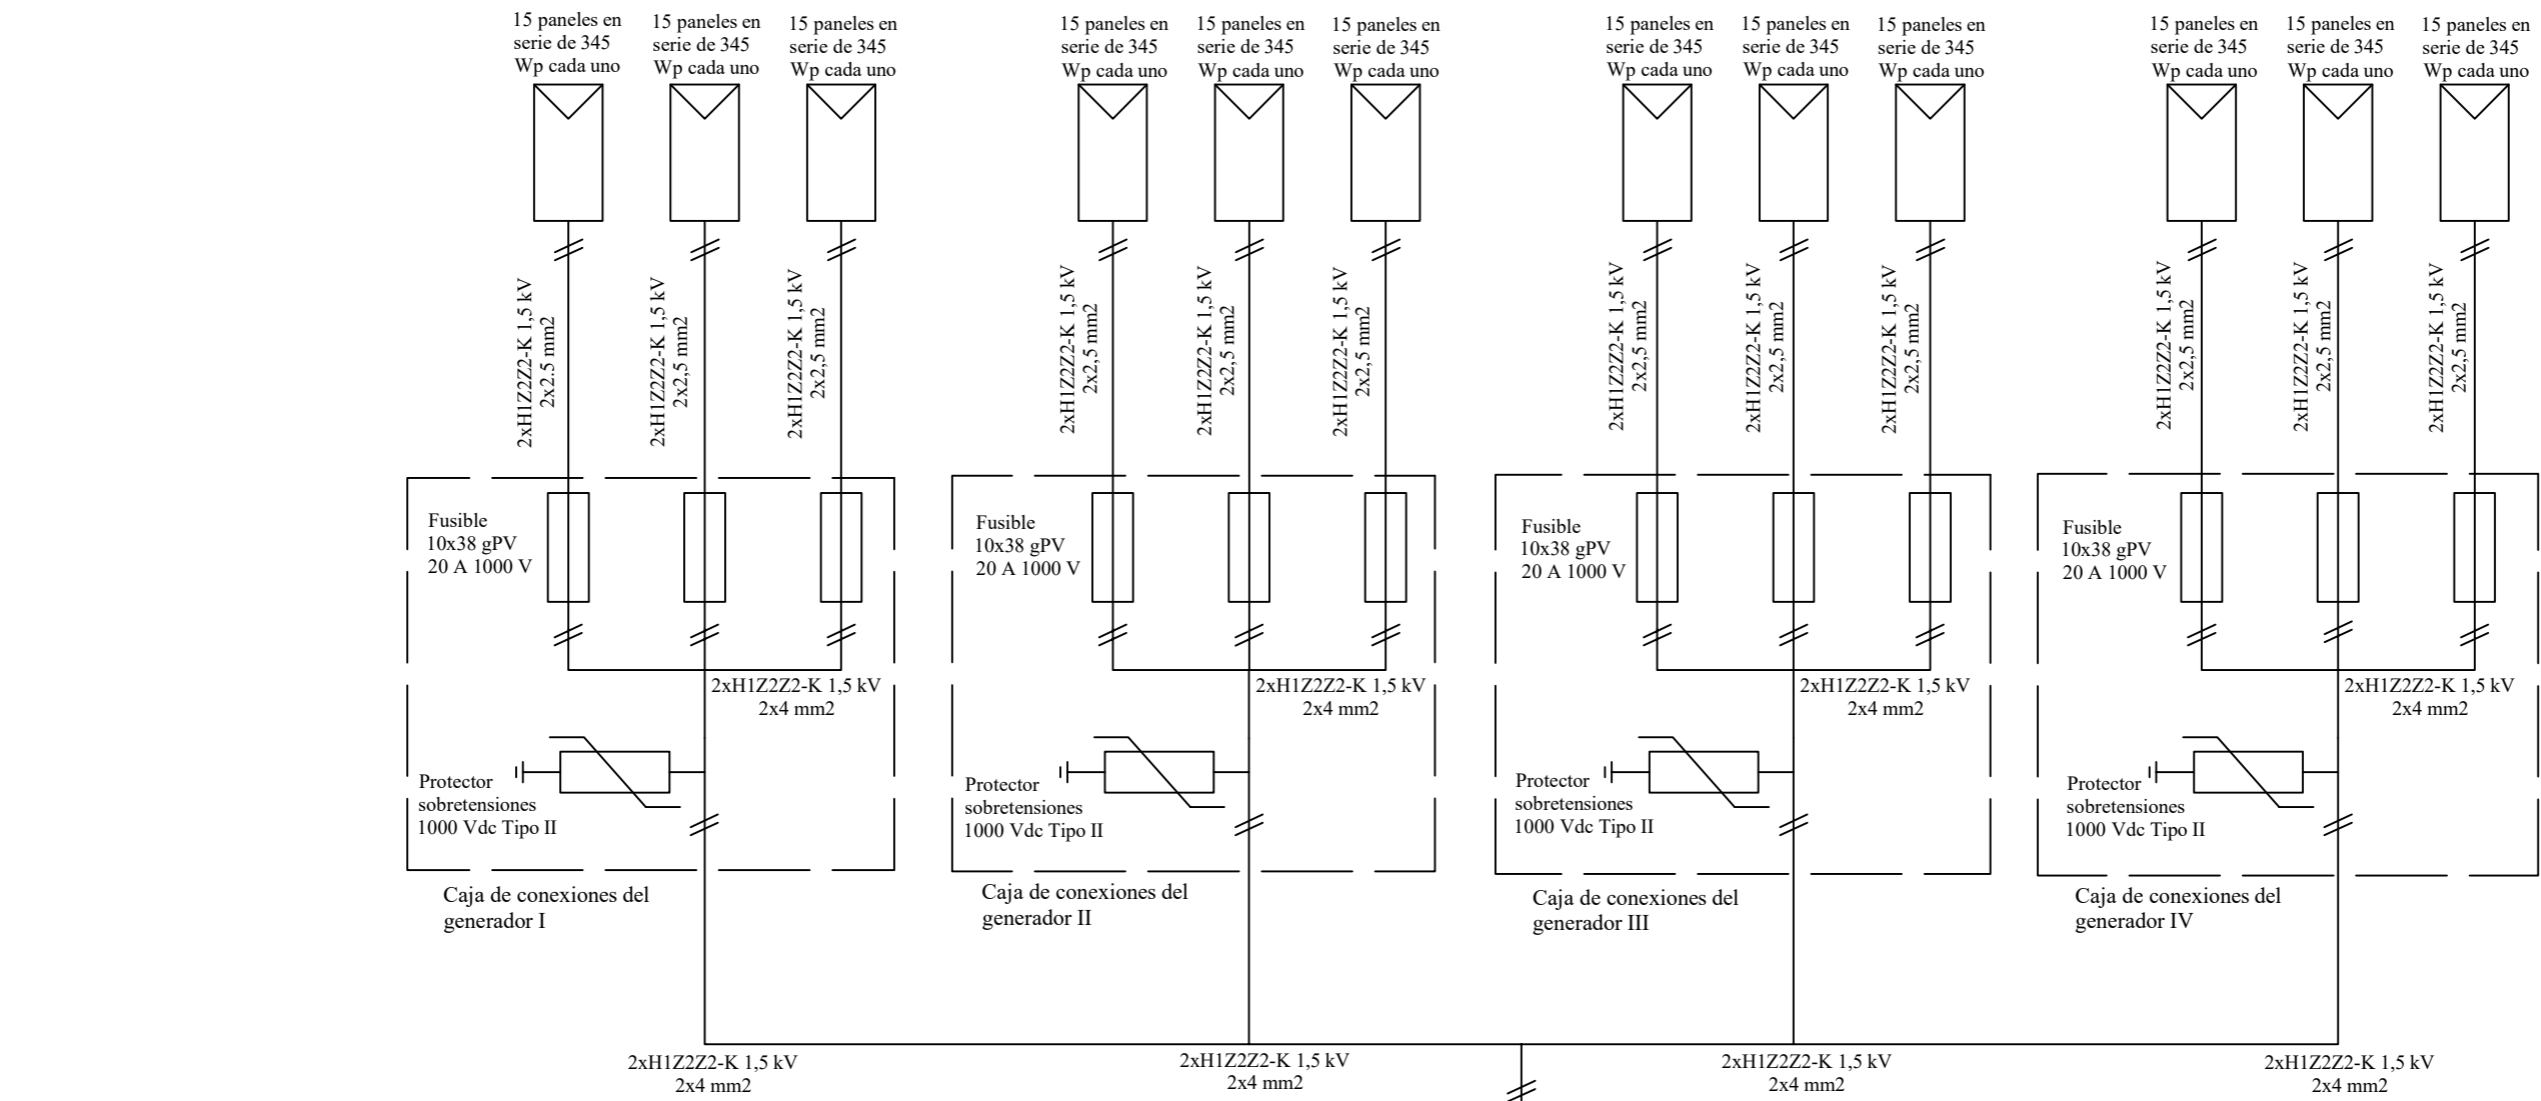 15 paneles en
serie de 345
Wp cada uno
15 paneles en
serie de 345
Wp cada uno
15 paneles en
serie de 345
Wp cada uno
15 paneles en
serie de 345
Wp cada uno
15 paneles en
serie de 345
Wp cada uno
15 paneles en
serie de 345
Wp cada uno
15 paneles en
serie de 345
Wp cada uno
15 paneles en
serie de 345
Wp cada uno
15 paneles en
serie de 345
Wp cada uno
15 paneles en
serie de 345
Wp cada uno
15 paneles en
serie de 345
Wp cada uno
15 paneles en
serie de 345
Wp cada uno
2xH1Z2Z2-K 1,5 kV
2x2.5 mm2
2xH1Z2Z2-K 1,5 kV
2x2,5 mm2
2xH1Z2Z2-K 1,5 kV
2x2,5 mm2
2xH1Z2Z2-K 1,5 kV
2x2,5 mm2
2xH1Z2Z2-K 1,5 kV
2x2,5 mm2
2xH1Z2Z2-K 1,5 kV
2x2,5 mm2
2xH1Z2Z2-K 1,5 kV
2x2,5 mm2
2xH1Z2Z2-K 1,5 kV
2x2,5 mm2
2xH1Z2Z2-K 1,5 kV
2x2,5 mm2
2xH1Z2Z2-K 1,5 kV
2x2,5 mm2
2xH1Z2Z2-K 1,5 kV
2x2,5 mm2
2xH1Z2Z2-K 1,5 kV
2x2,5 mm2
Fusible
10x38 gPV
20 A 1000 V
Fusible
10x38 gPV
20 A 1000 V
Fusible
10x38 gPV
20 A 1000 V
Fusible
10x38 gPV
20 A 1000 V
2xH1Z2Z2-K 1,5 kV
2x4 mm2
2xH1Z2Z2-K 1,5 kV
2x4 mm2
2xH1Z2Z2-K 1,5 kV
2x4 mm2
2xH1Z2Z2-K 1,5 kV
2x4 mm2
Protector
sobretensiones
1000 Vdc Tipo II
Protector
sobretensiones
1000 Vdc Tipo II
Protector
sobretensiones
1000 Vdc Tipo II
Protector
sobretensiones
1000 Vdc Tipo II
Caja de conexiones del
generador I
Caja de conexiones del
generador II
Caja de conexiones del
generador III
Caja de conexiones del
generador IV
2xH1Z2Z2-K 1,5 kV
2x4 mm2
2xH1Z2Z2-K 1,5 kV
2x4 mm2
2xH1Z2Z2-K 1,5 kV
2x4 mm2
2xH1Z2Z2-K 1,5 kV
2x4 mm2